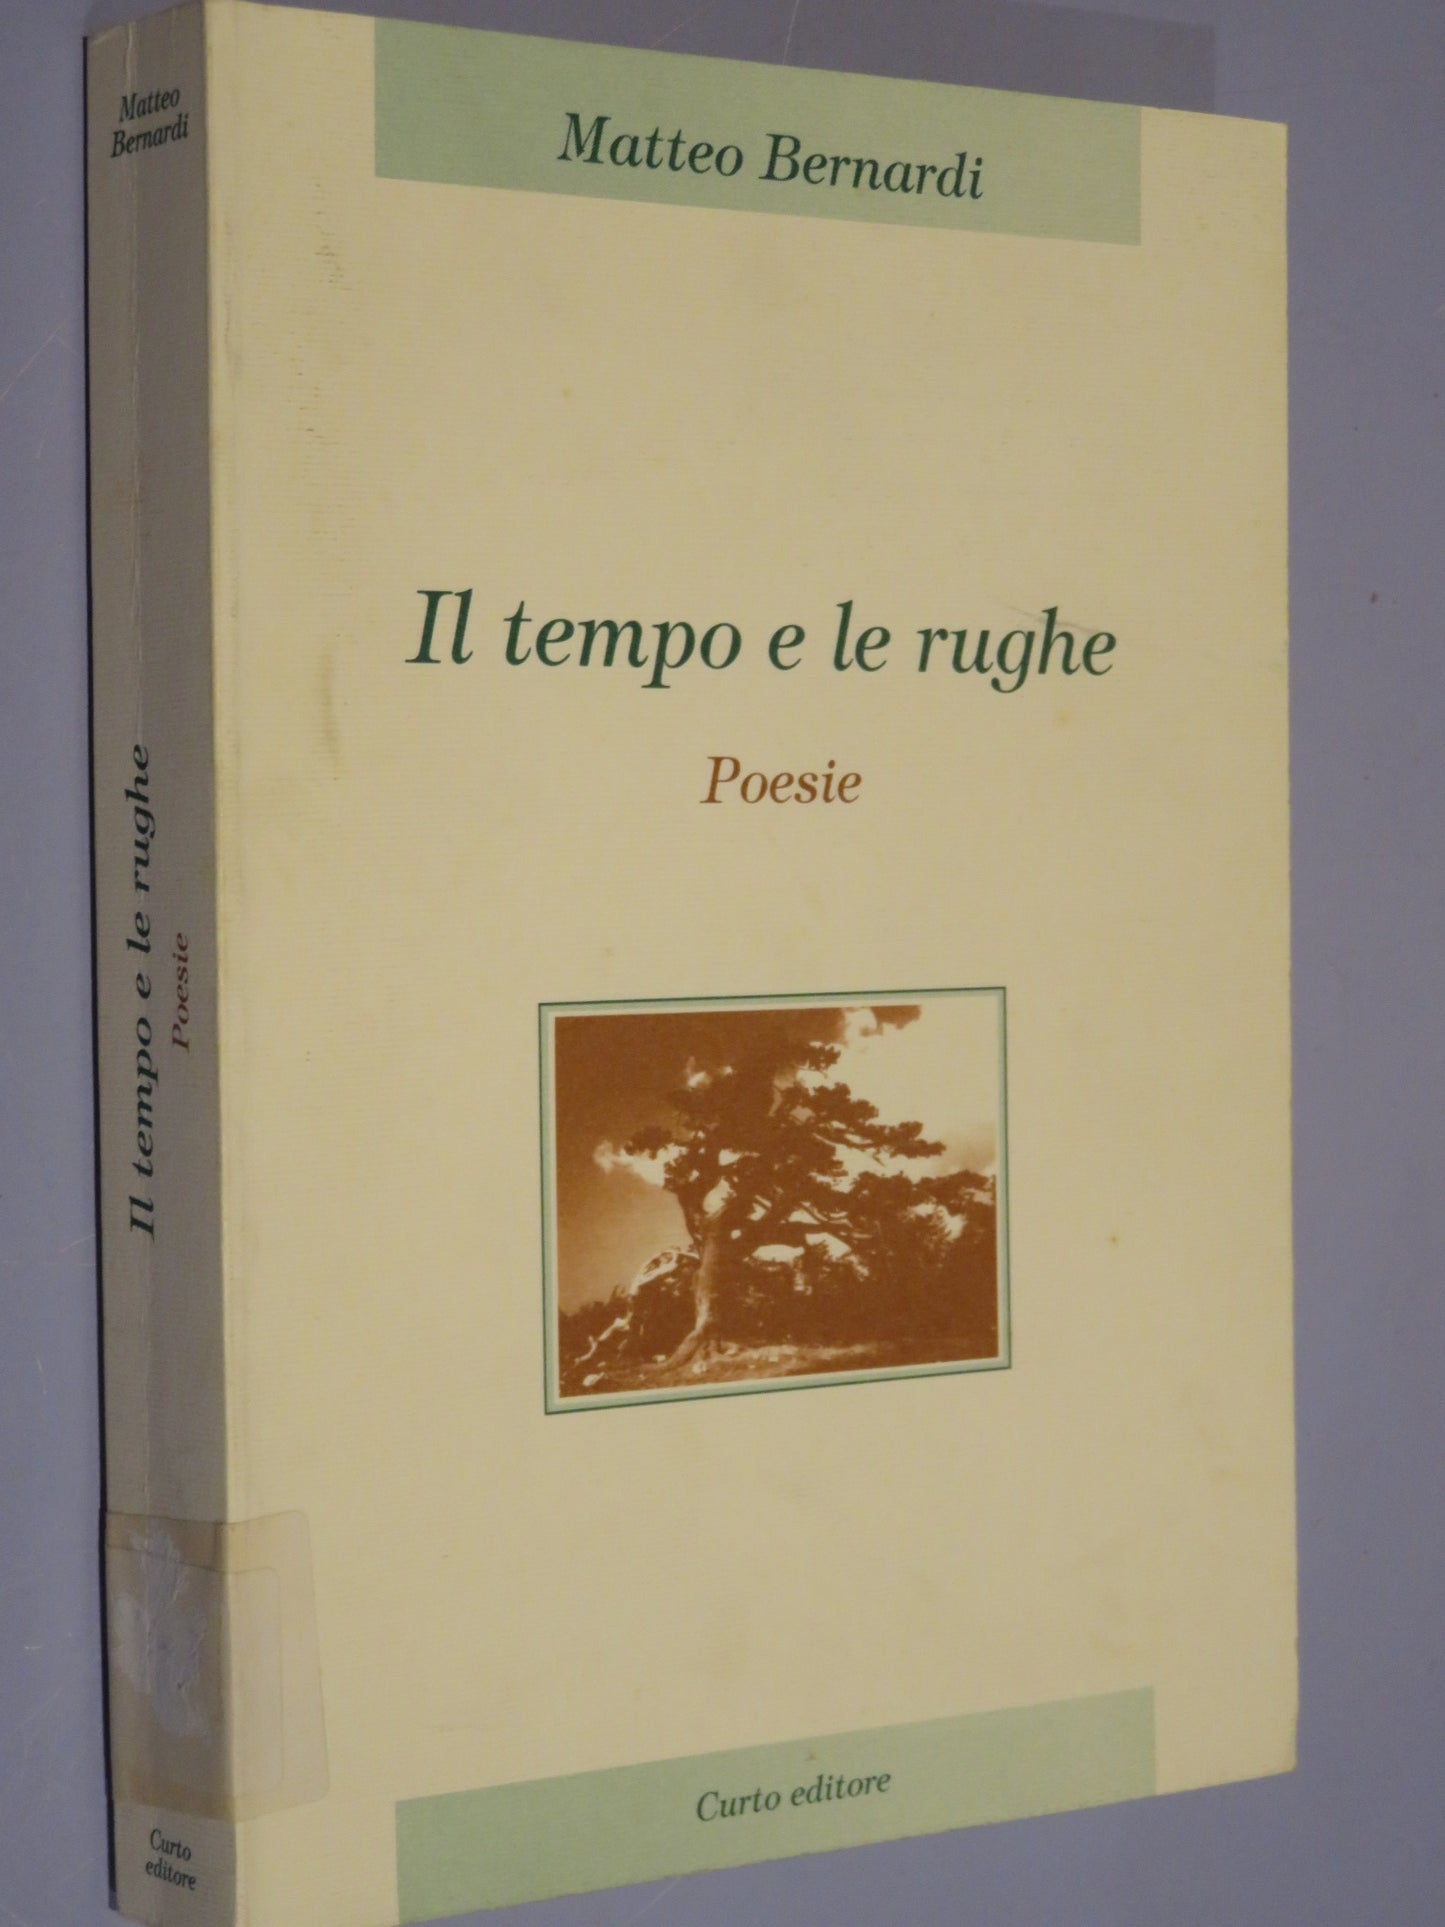 Matteo
Bernardi
Il tempo e le rughe
Poesie
Curto
editore
Matteo Bernardi
Il tempo e le rughe
Poesie
Curto editore